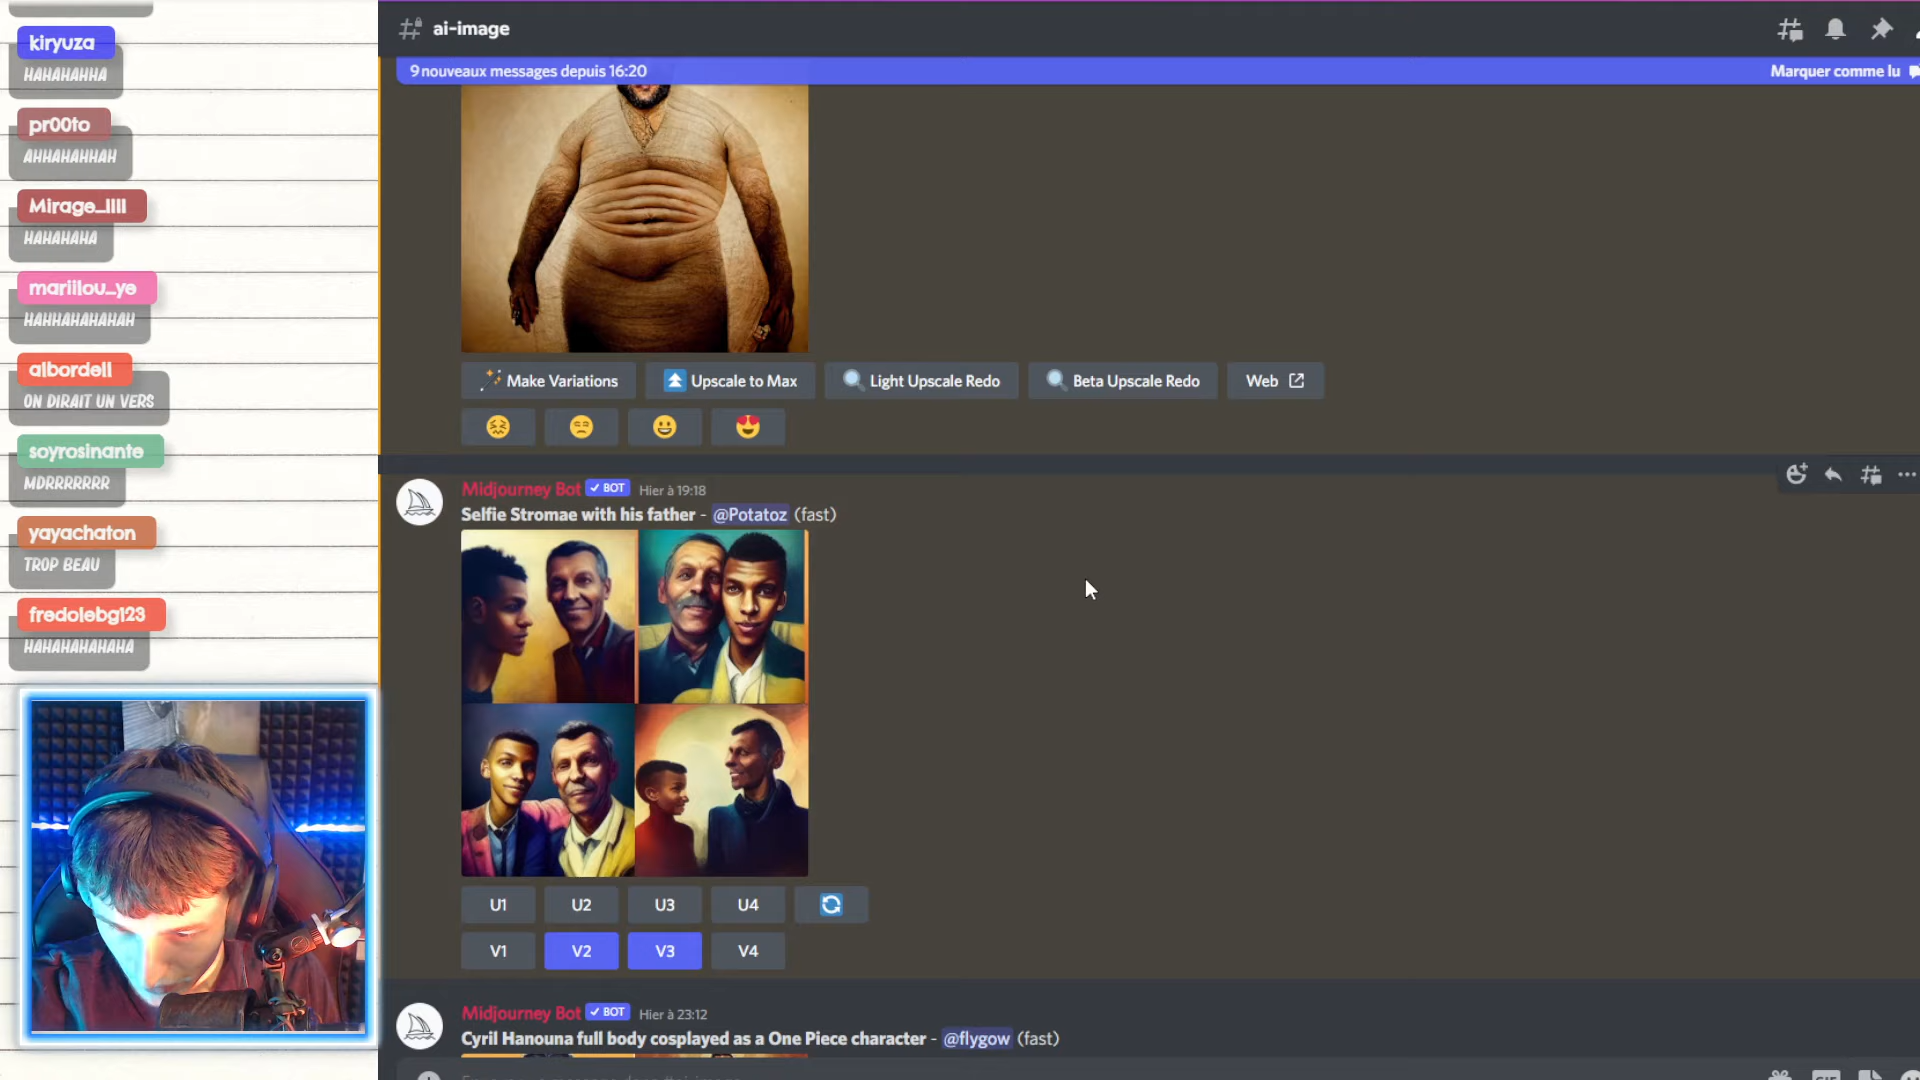 kiryuza
HAHAHAHHA
pr00to
AHHAHAHHAH
Mirage_llll
HAHAHAHA
mariilou_ye
HAHHAHAHAHAH
albordell
ON DIRAIT UN VERS
soyrosinante
MDRRRRRRR
yayachaton
TROP BEAU
fredolebg123
HAHAHAHAHAHA
ai-image
9 nouveaux messages depuis 16:20
Marquer comme lu
Make Variations
Upscale to Max
Light Upscale Redo
Beta Upscale Redo
Web
Midjourney Bot BOT Hier à 19:18
Selfie Stromae with his father - @Potatoz (fast)
U1 U2 U3 U4
V1 V2 V3 V4
Midjourney Bot BOT Hier à 23:12
Cyril Hanouna full body cosplayed as a One Piece character - @flygow (fast)